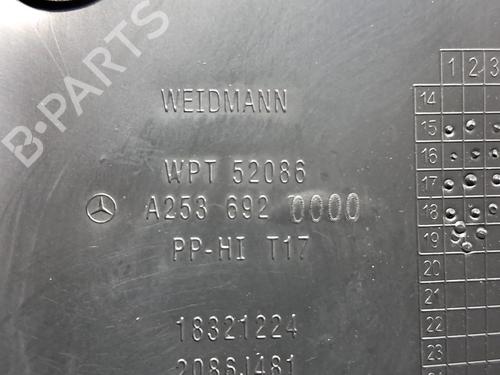 B-PARTS
WEIDMANN
WPT 52086
A253 692 0000
PP-HI T17
18321224
2086J481
1 2 3
14
15
16
17
18
19
20
21
22
23